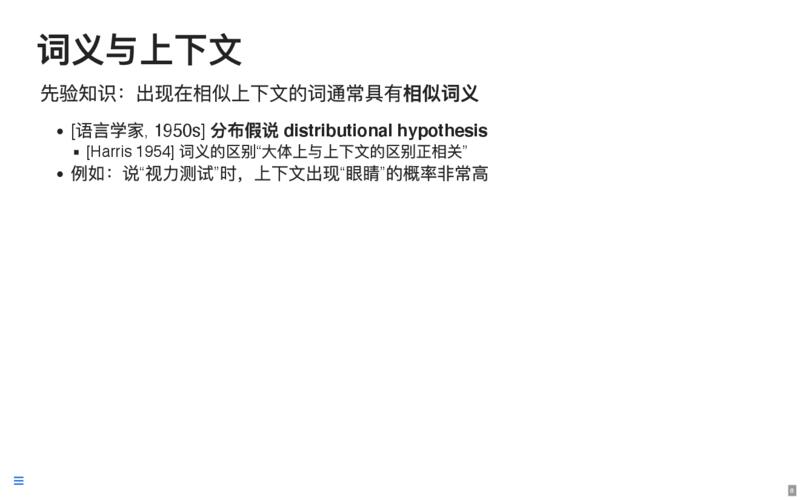 词义与上下文
先验知识：出现在相似上下文的词通常具有相似词义
[语言学家, 1950s] 分布假说 distributional hypothesis
[Harris 1954] 词义的区别“大体上与上下文的区别正相关”
例如：说“视力测试”时，上下文出现“眼睛”的概率非常高